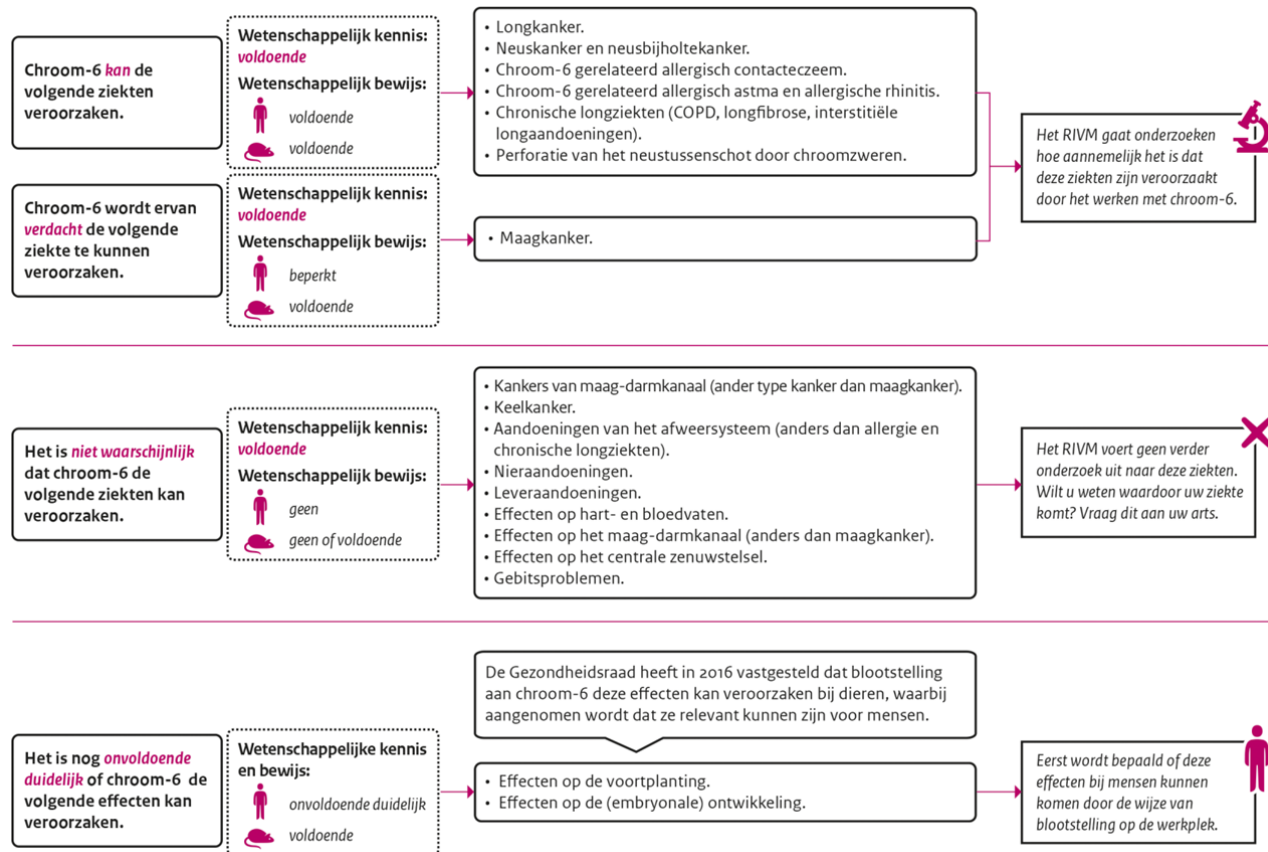 Chroom-6 kan de
volgende ziekten
veroorzaken.
Wetenschappelijk kennis:
voldoende
Wetenschappelijk bewijs:
voldoende
voldoende
• Longkanker.
• Neuskanker en neusbijholtekanker.
• Chroom-6 gerelateerd allergisch contacteczeem.
• Chroom-6 gerelateerd allergisch astma en allergische rhinitis.
• Chronische longziekten (COPD, longfibrose, interstitiële
longaandoeningen).
• Perforatie van het neustussenschot door chroomzweren.
Het RIVM gaat onderzoeken
hoe aannemelijk het is dat
deze ziekten zijn veroorzaakt
door het werken met chroom-6.
Chroom-6 wordt ervan
verdacht de volgende
ziekte te kunnen
veroorzaken.
Wetenschappelijk kennis:
voldoende
Wetenschappelijk bewijs:
beperkt
voldoende
• Maagkanker.
Het is niet waarschijnlijk
dat chroom-6 de
volgende ziekten kan
veroorzaken.
Wetenschappelijk kennis:
voldoende
Wetenschappelijk bewijs:
geen
geen of voldoende
• Kankers van maag-darmkanaal (ander type kanker dan maagkanker).
• Keelkanker.
• Aandoeningen van het afweersysteem (anders dan allergie en
chronische longziekten).
• Nieraandoeningen.
• Leveraandoeningen.
• Effecten op hart- en bloedvaten.
• Effecten op het maag-darmkanaal (anders dan maagkanker).
• Effecten op het centrale zenuwstelsel.
• Gebitsproblemen.
Het RIVM voert geen verder
onderzoek uit naar deze ziekten.
Wilt u weten waardoor uw ziekte
komt? Vraag dit aan uw arts.
Het is nog onvoldoende
duidelijk of chroom-6 de
volgende effecten kan
veroorzaken.
Wetenschappelijke kennis
en bewijs:
onvoldoende duidelijk
voldoende
De Gezondheidsraad heeft in 2016 vastgesteld dat blootstelling
aan chroom-6 deze effecten kan veroorzaken bij dieren, waarbij
aangenomen wordt dat ze relevant kunnen zijn voor mensen.
• Effecten op de voortplanting.
• Effecten op de (embryonale) ontwikkeling.
Eerst wordt bepaald of deze
effecten bij mensen kunnen
komen door de wijze van
blootstelling op de werkplek.